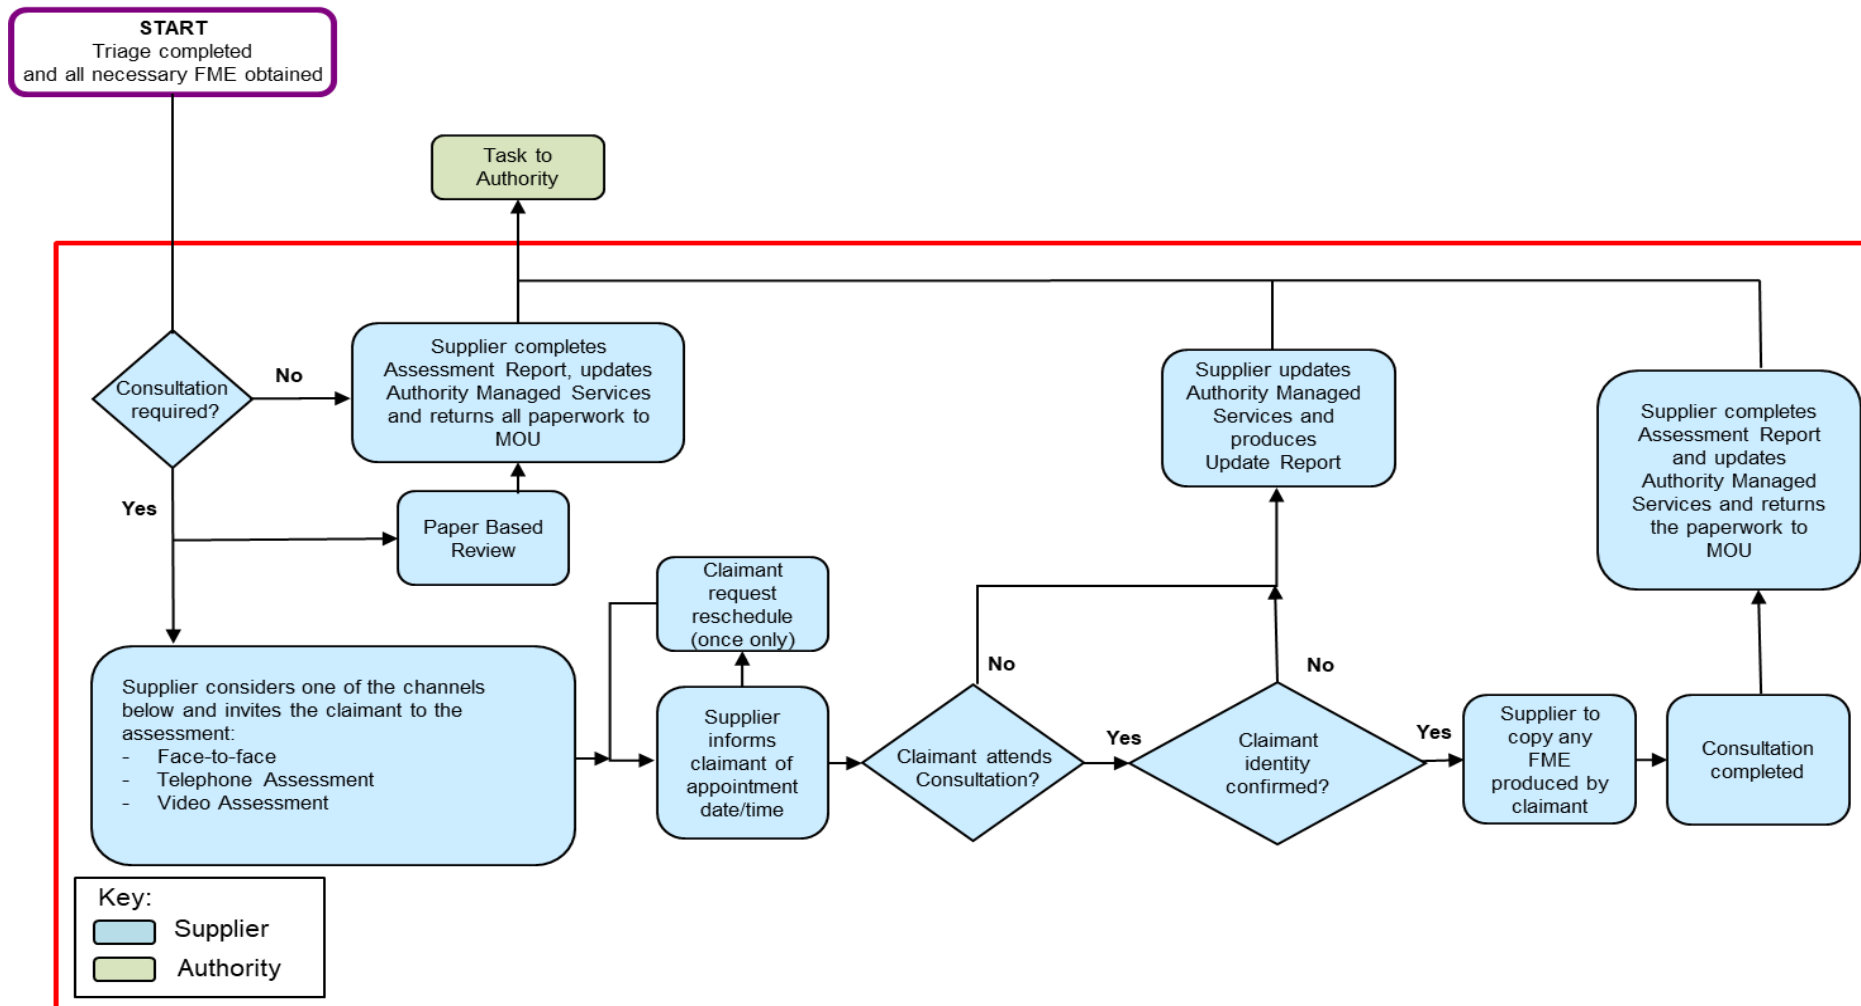 START
Triage completed
and all necessary FME obtained
Task to
Authority
Consultation
required?
No
Yes
Supplier completes
Assessment Report, updates
Authority Managed Services
and returns all paperwork to
MOU
Paper Based
Review
Supplier considers one of the channels
below and invites the claimant to the
assessment:
- Face-to-face
- Telephone Assessment
- Video Assessment
Claimant
request
reschedule
(once only)
Supplier
informs
claimant of
appointment
date/time
Claimant attends
Consultation?
No
Yes
Supplier updates
Authority Managed
Services and
produces
Update Report
Claimant
identity
confirmed?
No
Yes
Supplier to
copy any
FME
produced by
claimant
Consultation
completed
Supplier completes
Assessment Report
and updates
Authority Managed
Services and returns
the paperwork to
MOU
Key:
Supplier
Authority